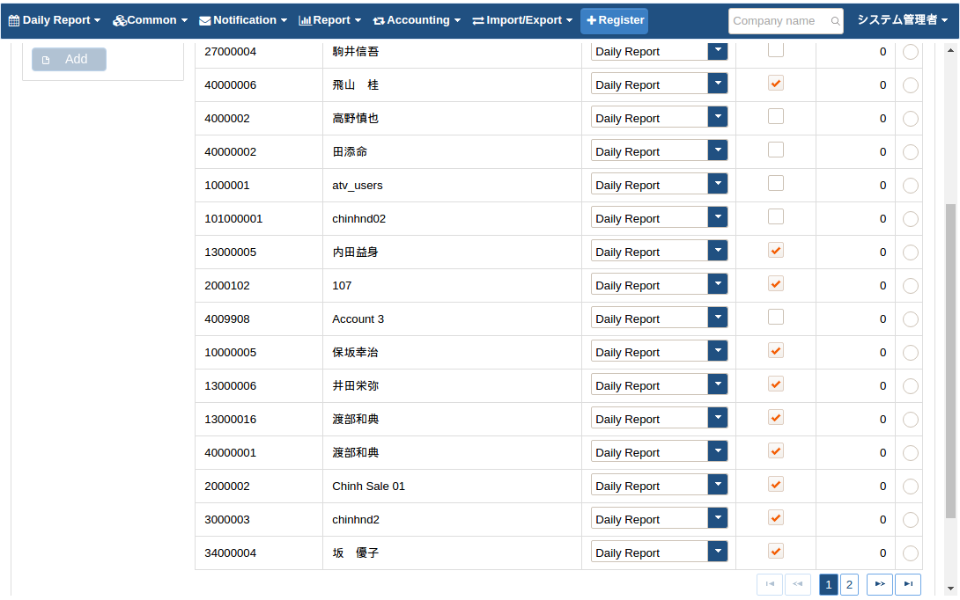 Daily Report Common Notification Report Accounting Import/Export Register Company name システム管理者
Add
27000004 駒井信吾 Daily Report 0
40000006 飛山　桂 Daily Report 0
4000002 高野慎也 Daily Report 0
40000002 田添命 Daily Report 0
1000001 atv_users Daily Report 0
101000001 chinhnd02 Daily Report 0
13000005 内田益身 Daily Report 0
2000102 107 Daily Report 0
4009908 Account 3 Daily Report 0
10000005 保坂幸治 Daily Report 0
13000006 井田栄弥 Daily Report 0
13000016 渡部和典 Daily Report 0
40000001 渡部和典 Daily Report 0
2000002 Chinh Sale 01 Daily Report 0
3000003 chinhnd2 Daily Report 0
34000004 坂　優子 Daily Report 0
1 2